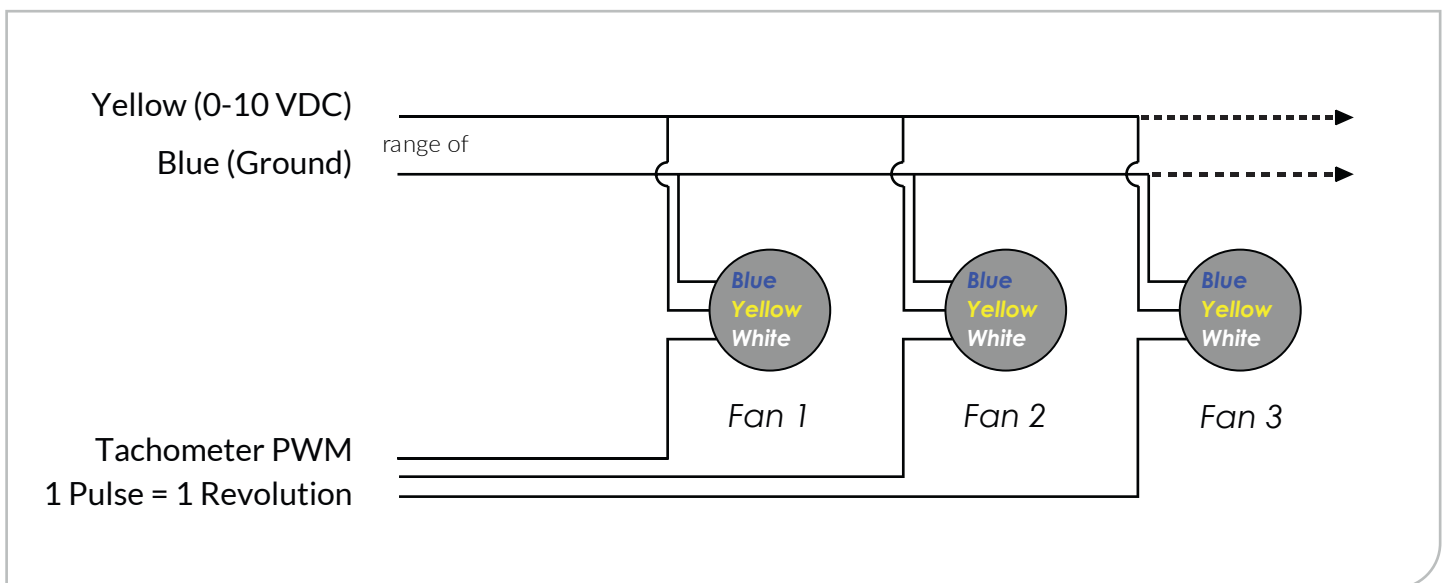 Yellow (0-10 VDC)
range of
Blue (Ground)
Blue
Yellow
White
Fan 1
Blue
Yellow
White
Fan 2
Blue
Yellow
White
Fan 3
Tachometer PWM
1 Pulse = 1 Revolution